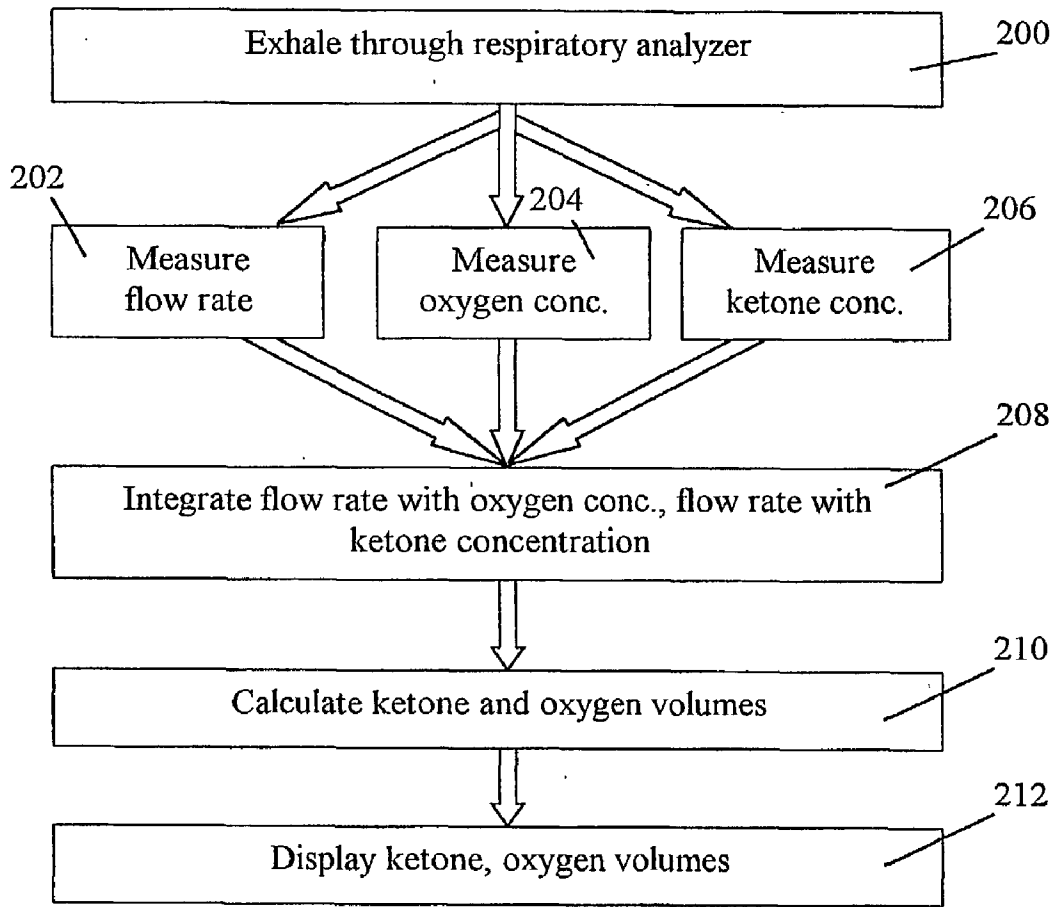 Exhale through respiratory analyzer
200
202
204
206
Measure
flow rate
Measure
oxygen conc.
Measure
ketone conc.
208
Integrate flow rate with oxygen conc., flow rate with
ketone concentration
210
Calculate ketone and oxygen volumes
212
Display ketone, oxygen volumes